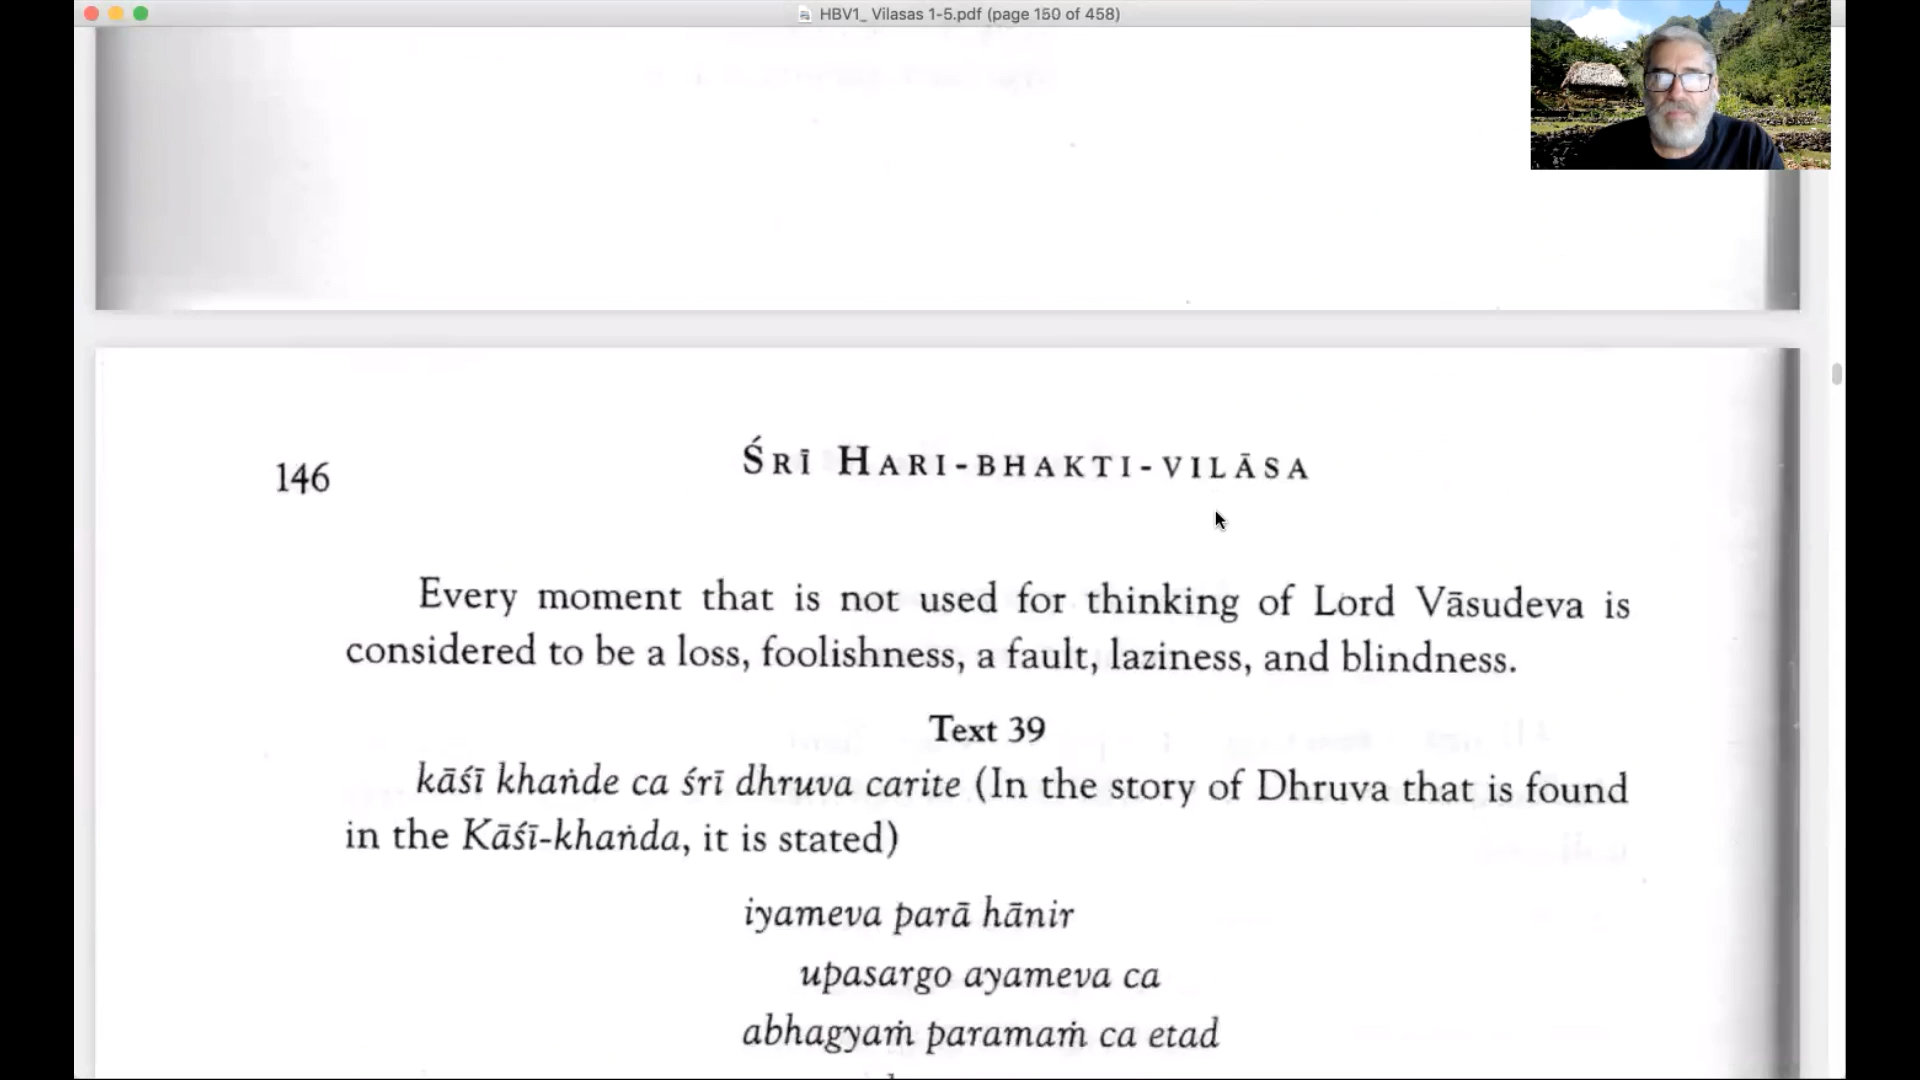 HBV1_ Vilasas 1-5.pdf (page 150 of 458)
146
ŚRĪ HARI-BHAKTI-VILĀSA
Every moment that is not used for thinking of Lord Vāsudeva is
considered to be a loss, foolishness, a fault, laziness, and blindness.
Text 39
kāśī khaṅde ca śrī dhruva carite (In the story of Dhruva that is found
in the Kāśī-khaṅda, it is stated)
iyameva parā hānir
upasargo ayameva ca
abhagyaṁ paramaṁ ca etad